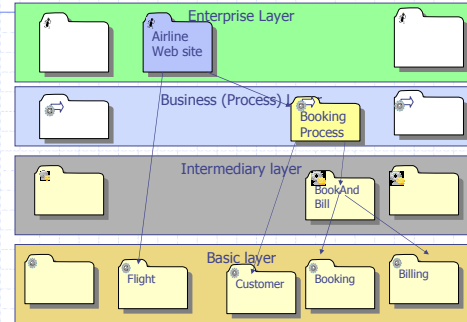 Enterprise Layer
Airline
Web site
Business (Process)
Booking
Process
Intermediary layer
BookAnd
Bill
Basic layer
Flight
Customer
Booking
Billing